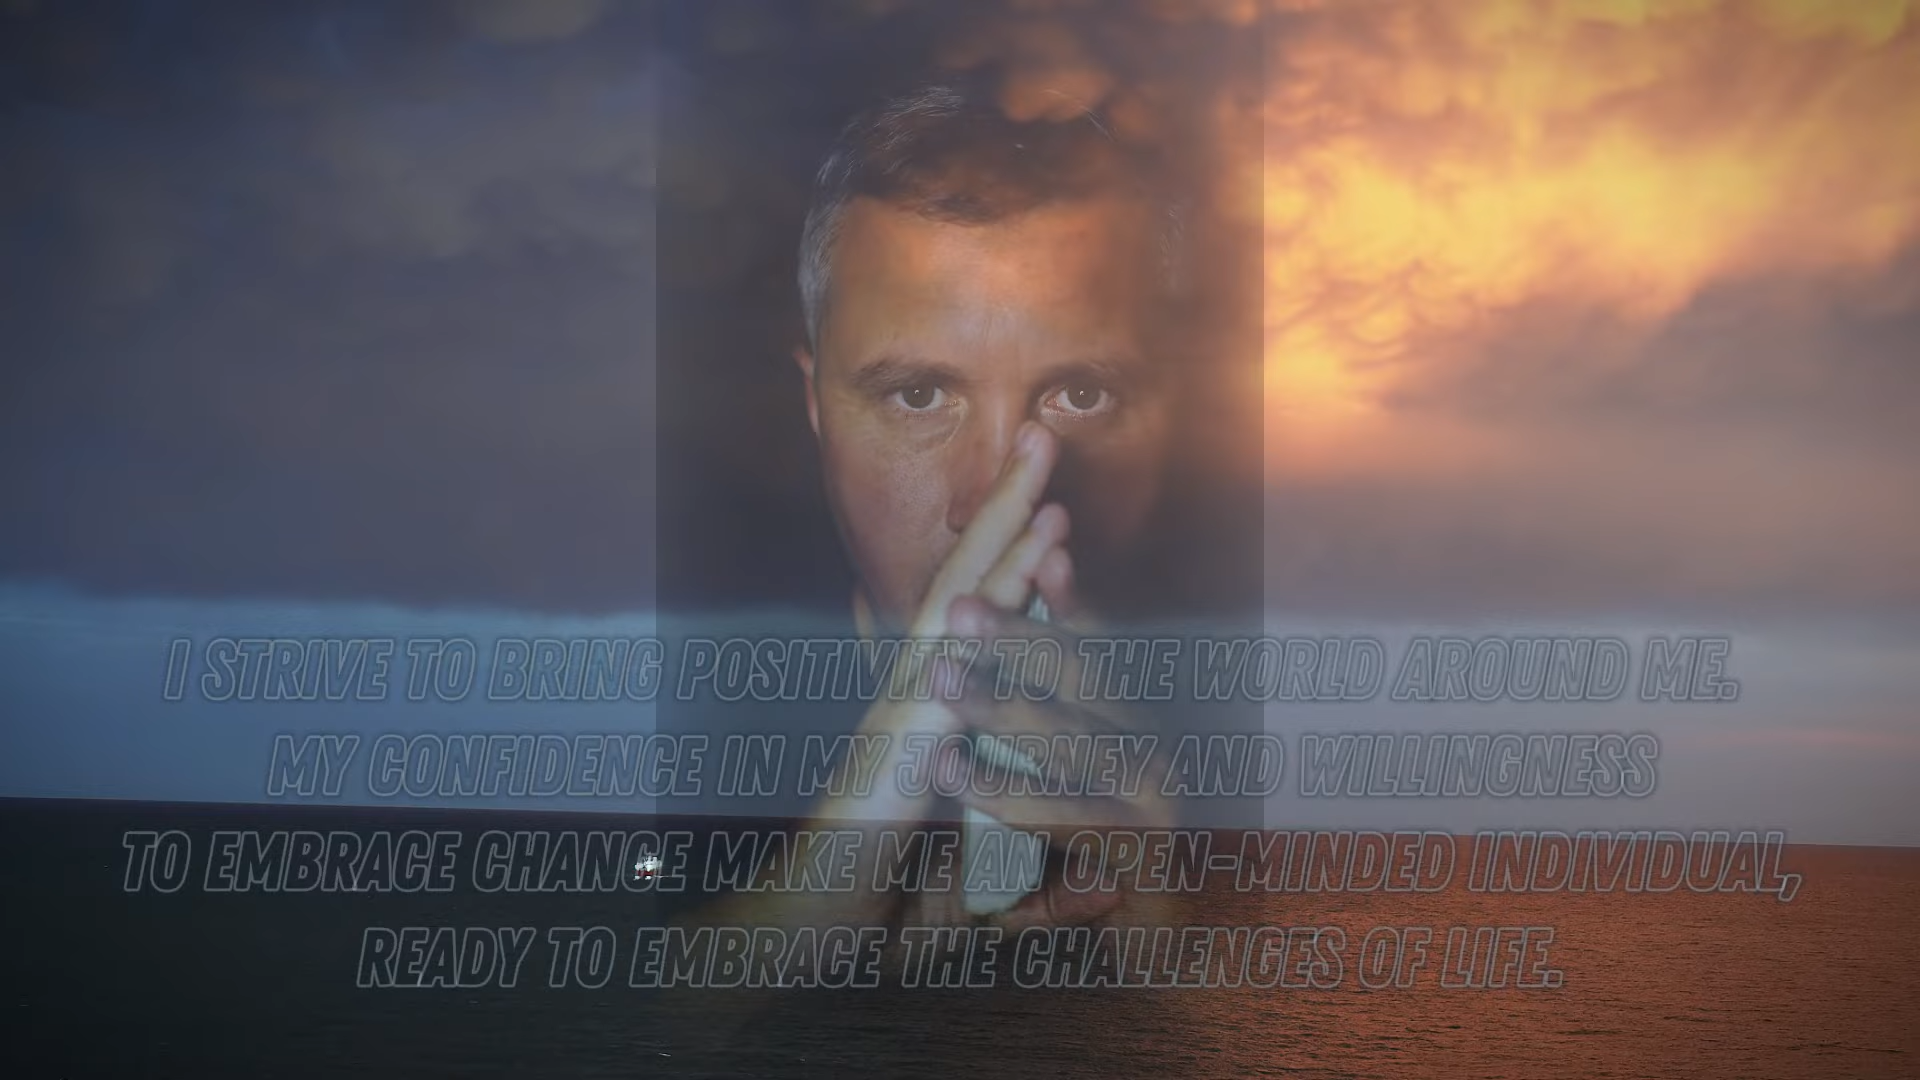 I STRIVE TO BRING POSITIVITY TO THE WORLD AROUND ME.
MY CONFIDENCE IN MY JOURNEY AND WILLINGNESS
TO EMBRACE CHANGE MAKE ME AN OPEN-MINDED INDIVIDUAL,
READY TO EMBRACE THE CHALLENGES OF LIFE.